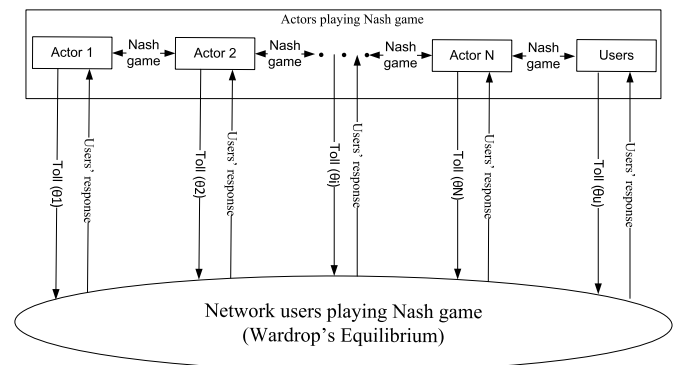 Actors playing Nash game
Actor 1
Nash
game
Actor 2
Nash
game
. . .
Nash
game
Actor N
Nash
game
Users
Toll (θ1)
Users' response
Toll (θ2)
Users' response
Toll (θi)
Users' response
Toll (θN)
Users' response
Toll (θu)
Users' response
Network users playing Nash game
(Wardrop's Equilibrium)